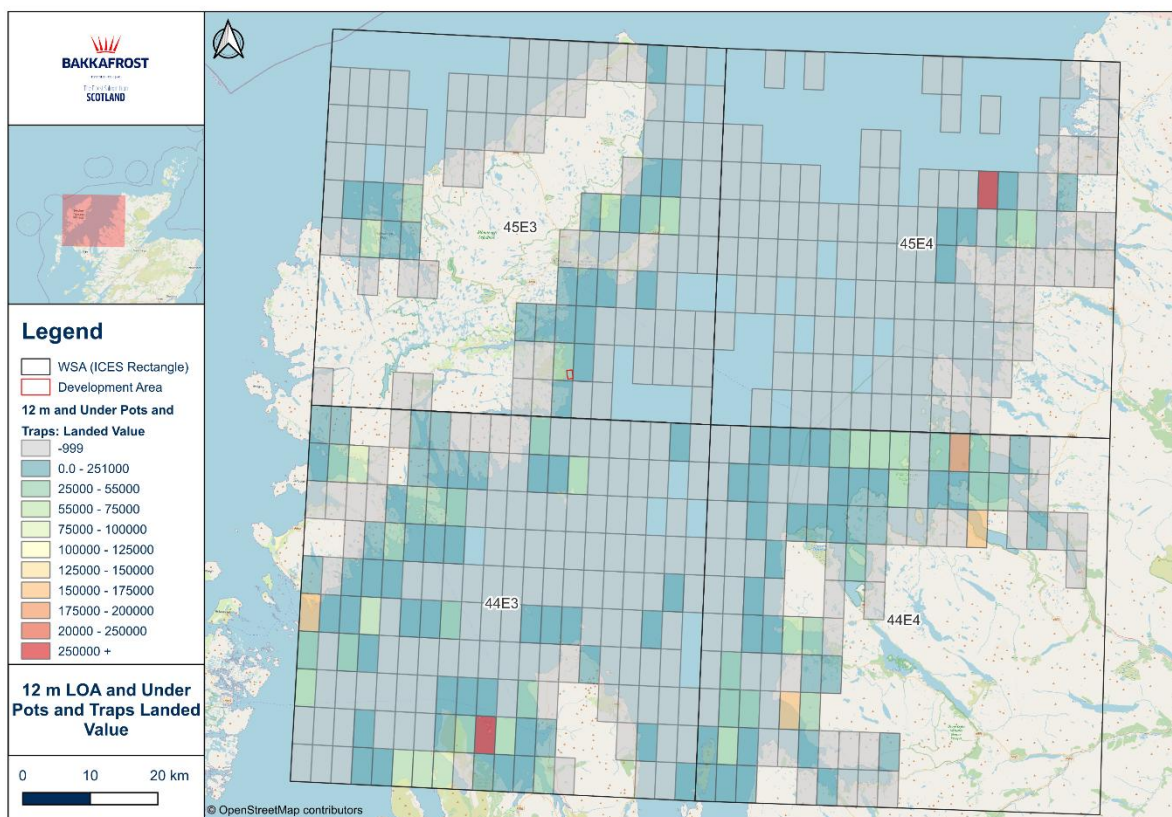 BAKKAFROST
SCOTLAND
Legend
WSA (ICES Rectangle)
Development Area
12 m and Under Pots and
Traps: Landed Value
-999
0.0 - 251000
25000 - 55000
55000 - 75000
75000 - 100000
100000 - 125000
125000 - 150000
150000 - 175000
175000 - 200000
20000 - 250000
250000 +
12 m LOA and Under
Pots and Traps Landed
Value
0 10 20 km
45E3
45E4
44E3
44E4
© OpenStreetMap contributors